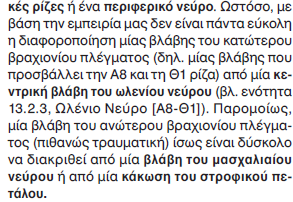 κές ρίζες ή ένα περιφερικό νεύρο. Ωστόσο, με
βάση την εμπειρία μας δεν είναι πάντα εύκολη
η διαφοροποίηση μίας βλάβης του κατώτερου
βραχιονίου πλέγματος (δηλ. μίας βλάβης που
προσβάλλει την Α8 και τη Θ1 ρίζα) από μία κε-
ντρική βλάβη του ωλενίου νεύρου (βλ. ενότητα
13.2.3, Ωλένιο Νεύρο [Α8-Θ1]). Παρομοίως,
μία βλάβη του ανώτερου βραχιονίου πλέγμα-
τος (πιθανώς τραυματική) ίσως είναι δύσκολο
να διακριθεί από μία βλάβη του μασχαλιαίου
νεύρου ή από μία κάκωση του στροφικού πε-
τάλου.